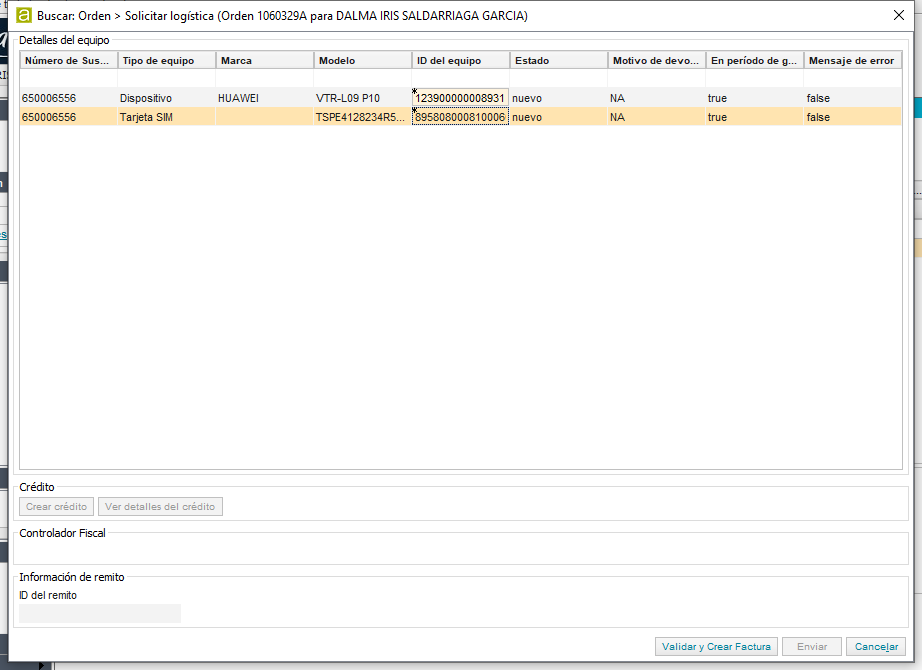 Buscar: Orden > Solicitar logística (Orden 1060329A para DALMA IRIS SALDARRIAGA GARCIA)
Detalles del equipo
Número de Sus... Tipo de equipo Marca Modelo ID del equipo Estado Motivo de devo... En período de g... Mensaje de error
650006556 Dispositivo HUAWEI VTR-L09 P10 *123900000008931 nuevo NA true false
650006556 Tarjeta SIM TSPE4128234R5... *895808000810006 nuevo NA true false
Crédito
Crear crédito Ver detalles del crédito
Controlador Fiscal
Información de remito
ID del remito
Validar y Crear Factura Enviar Cancelar